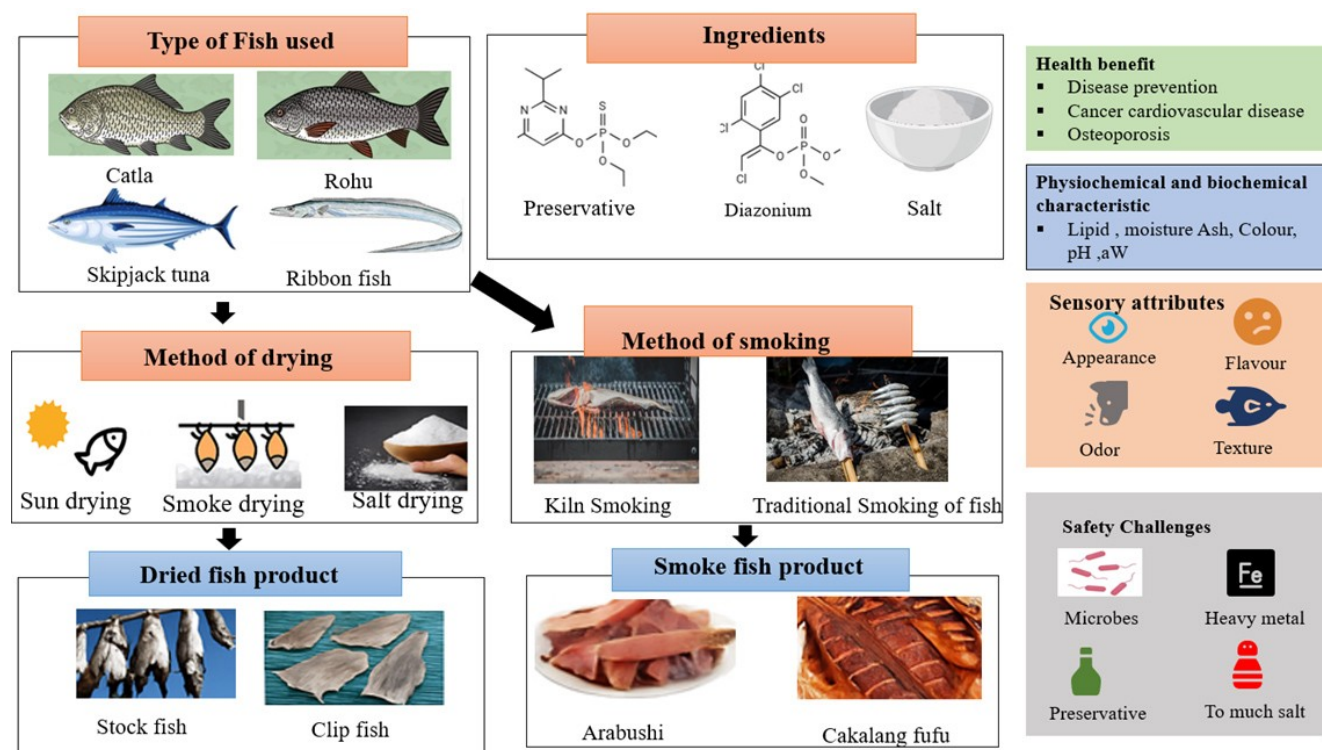 Type of Fish used
Catla
Rohu
Skipjack tuna
Ribbon fish
Ingredients
N
N
S
O
P
O
O
Preservative
Cl
Cl
Cl
Cl
O
O
P
O
O
Diazonium
Salt
Method of drying
Sun drying
Smoke drying
Salt drying
Method of smoking
Kiln Smoking
Traditional Smoking of fish
Dried fish product
Stock fish
Clip fish
Smoke fish product
Arabushi
Cakalang fufu
Health benefit
▪ Disease prevention
▪ Cancer cardiovascular disease
▪ Osteoporosis
Physiochemical and biochemical
characteristic
▪ Lipid , moisture Ash, Colour,
pH ,aW
Sensory attributes
Appearance
Flavour
Odor
Texture
Safety Challenges
Microbes
Fe
Heavy metal
Preservative
To much salt